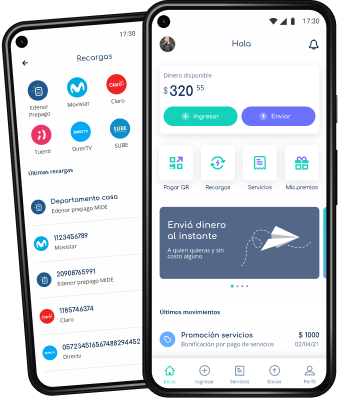 17:30
Recargas
Edenor
Prepago
Movistar
Claro
Claro
Tuenti
DirecTV
DIRECTV
SUBE
SUBE
Últimas recargas
Departamento casa
Edenor prepago MIDE
1123456789
Movistar
20908765991
Edenor Prepago MIDE
1185746374
Claro
057234516567488294452
Directv
17:30
Hola
Dinero disponible
$ 320 55
Ingresar
Enviar
Pagar QR
Recargas
Servicios
Mis premios
Enviá dinero
al instante
A quien quieras y sin
costo alguno
Últimos movimientos
Promoción servicios
$ 1000
Bonificación por pago de servicios
02/04/21
Inicio
Ingresar
Servicios
Enviar
Perfil